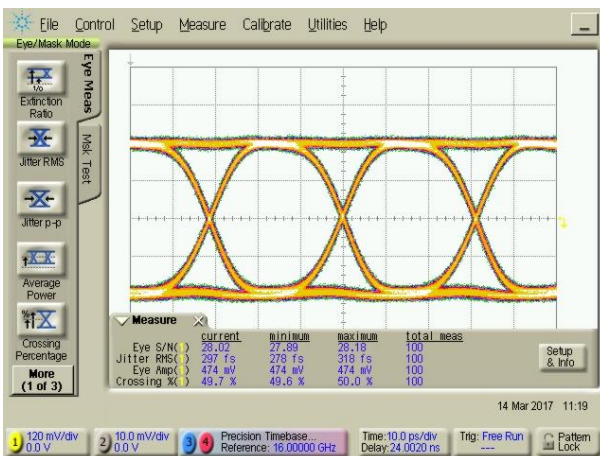 File Control Setup Measure Calibrate Utilities Help
Eye/Mask Mode
Eye Meas
Msk Test
Extinction
Ratio
Jitter RMS
Jitter p-p
Average
Power
Crossing
Percentage
More
(1 of 3)
Measure
current minimum maximum total meas
Eye S/N(1) 28.02 27.89 28.18 100
Jitter RMS(1) 297 fs 278 fs 318 fs 100
Eye Amp(1) 474 mV 474 mV 474 mV 100
Crossing %(1) 49.7 % 49.6 % 50.0 % 100
Setup
& Info
14 Mar 2017 11:19
1 120 mV/div
0.0 V
2 10.0 mV/div
0.0 V
3 4 Precision Timebase...
Reference: 16.00000 GHz
Time:10.0 ps/div
Delay:24.0020 ns
Trig: Free Run
---
Pattern
Lock